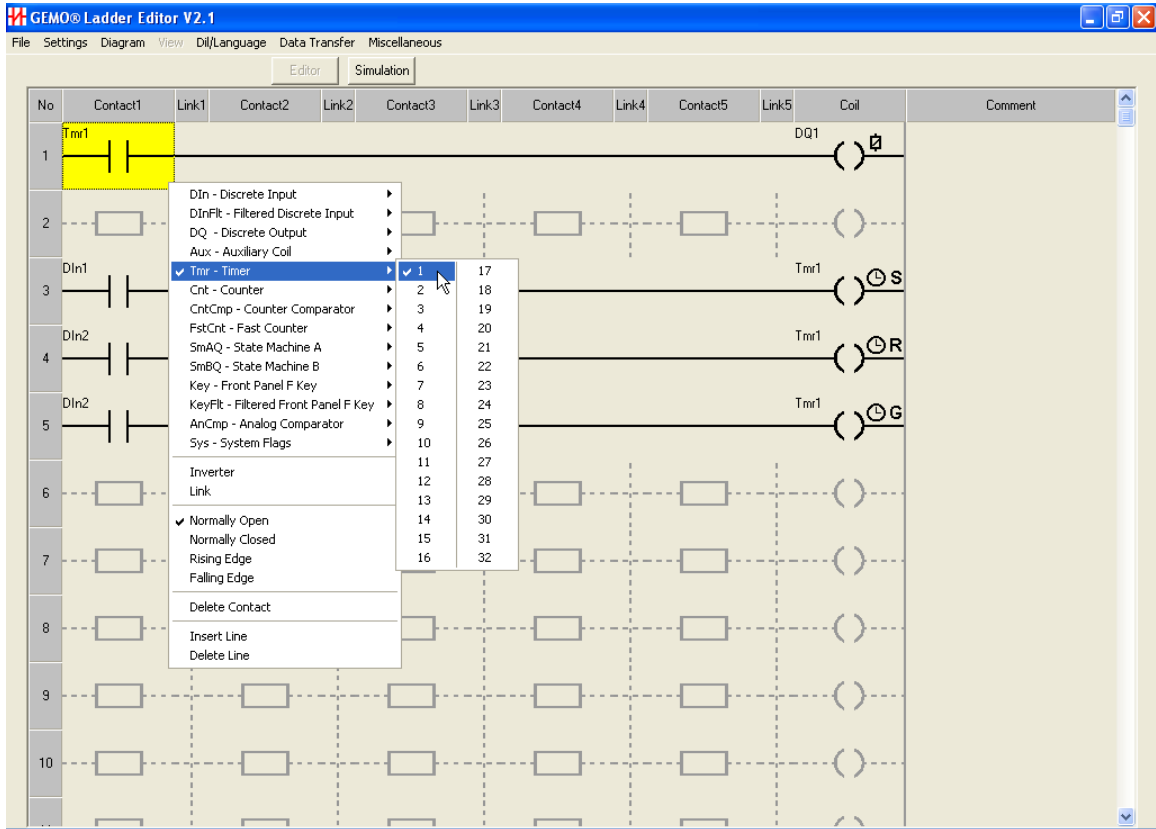 GEMO® Ladder Editor V2.1
File Settings Diagram View Dil/Language Data Transfer Miscellaneous
Editor Simulation
No Contact1 Link1 Contact2 Link2 Contact3 Link3 Contact4 Link4 Contact5 Link5 Coil Comment
Tmr1 DQ1
1
2
DIn1 Tmr1
3 S
DIn2 Tmr1
4 R
DIn2 Tmr1
5 G
6
7
8
9
10
DIn - Discrete Input
DInFlt - Filtered Discrete Input
DQ - Discrete Output
Aux - Auxiliary Coil
Tmr - Timer
Cnt - Counter
CntCmp - Counter Comparator
FstCnt - Fast Counter
SmAQ - State Machine A
SmBQ - State Machine B
Key - Front Panel F Key
KeyFlt - Filtered Front Panel F Key
AnCmp - Analog Comparator
Sys - System Flags
Inverter
Link
Normally Open
Normally Closed
Rising Edge
Falling Edge
Delete Contact
Insert Line
Delete Line
1 17
2 18
3 19
4 20
5 21
6 22
7 23
8 24
9 25
10 26
11 27
12 28
13 29
14 30
15 31
16 32